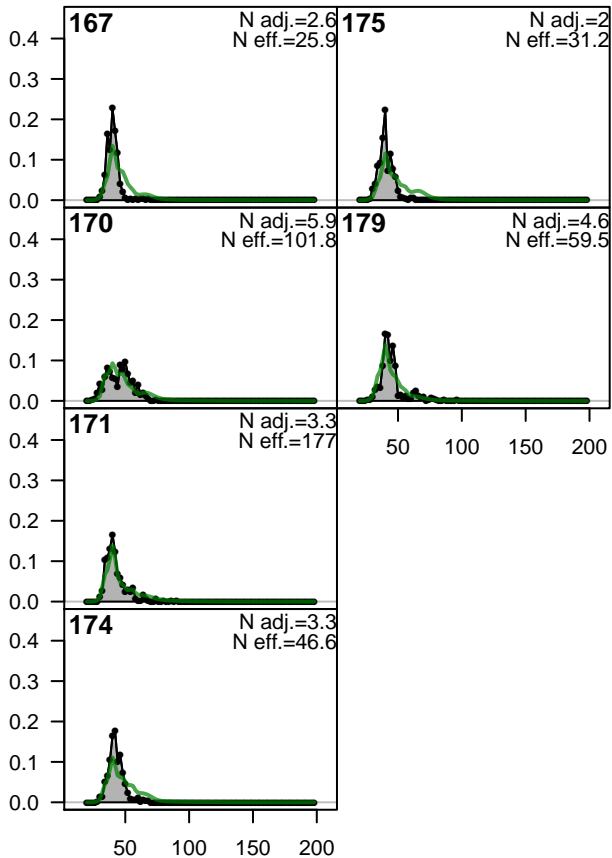 167
N adj.=2.6
N eff.=25.9
175
N adj.=2
N eff.=31.2
170
N adj.=5.9
N eff.=101.8
179
N adj.=4.6
N eff.=59.5
171
N adj.=3.3
N eff.=177
174
N adj.=3.3
N eff.=46.6
0.4
0.3
0.2
0.1
0.0
0.4
0.3
0.2
0.1
0.0
0.4
0.3
0.2
0.1
0.0
0.4
0.3
0.2
0.1
0.0
50 100 150 200
50 100 150 200